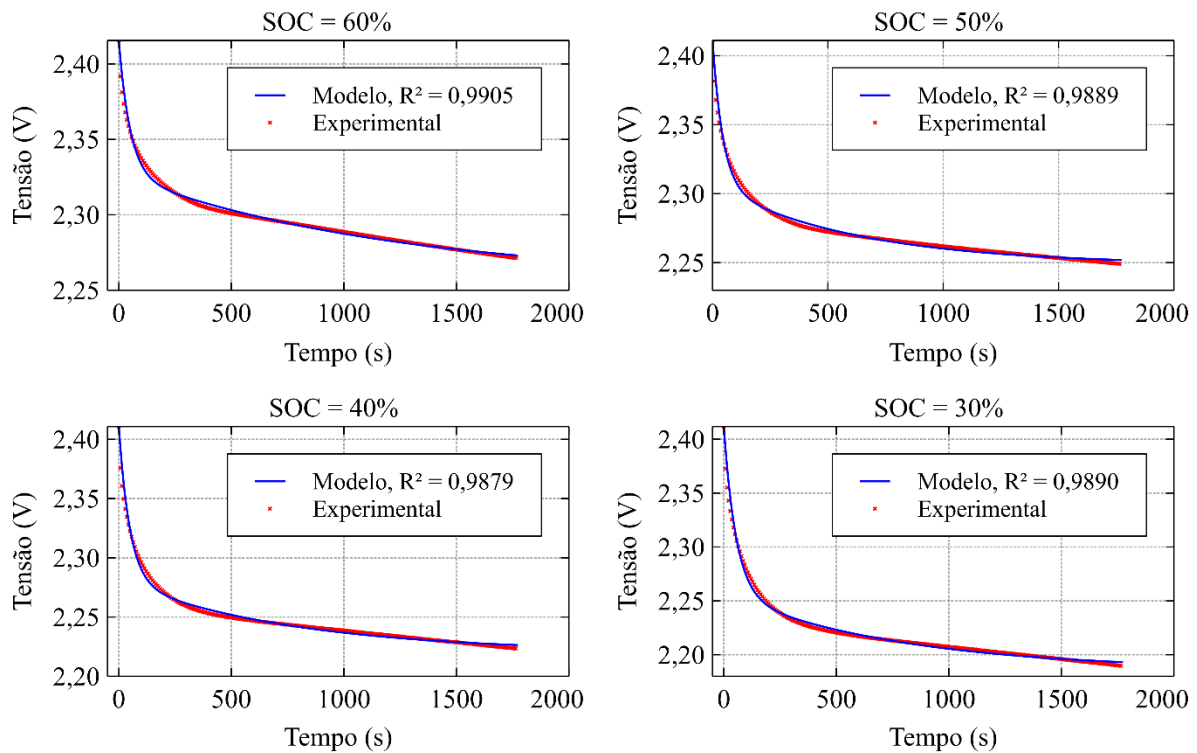 SOC = 60%
2,40
2,35
2,30
2,25
Tensão (V)
Modelo, R² = 0,9905
Experimental
0 500 1000 1500 2000
Tempo (s)
SOC = 50%
2,40
2,35
2,30
2,25
Tensão (V)
Modelo, R² = 0,9889
Experimental
0 500 1000 1500 2000
Tempo (s)
SOC = 40%
2,40
2,35
2,30
2,25
2,20
Tensão (V)
Modelo, R² = 0,9879
Experimental
0 500 1000 1500 2000
Tempo (s)
SOC = 30%
2,40
2,35
2,30
2,25
2,20
Tensão (V)
Modelo, R² = 0,9890
Experimental
0 500 1000 1500 2000
Tempo (s)